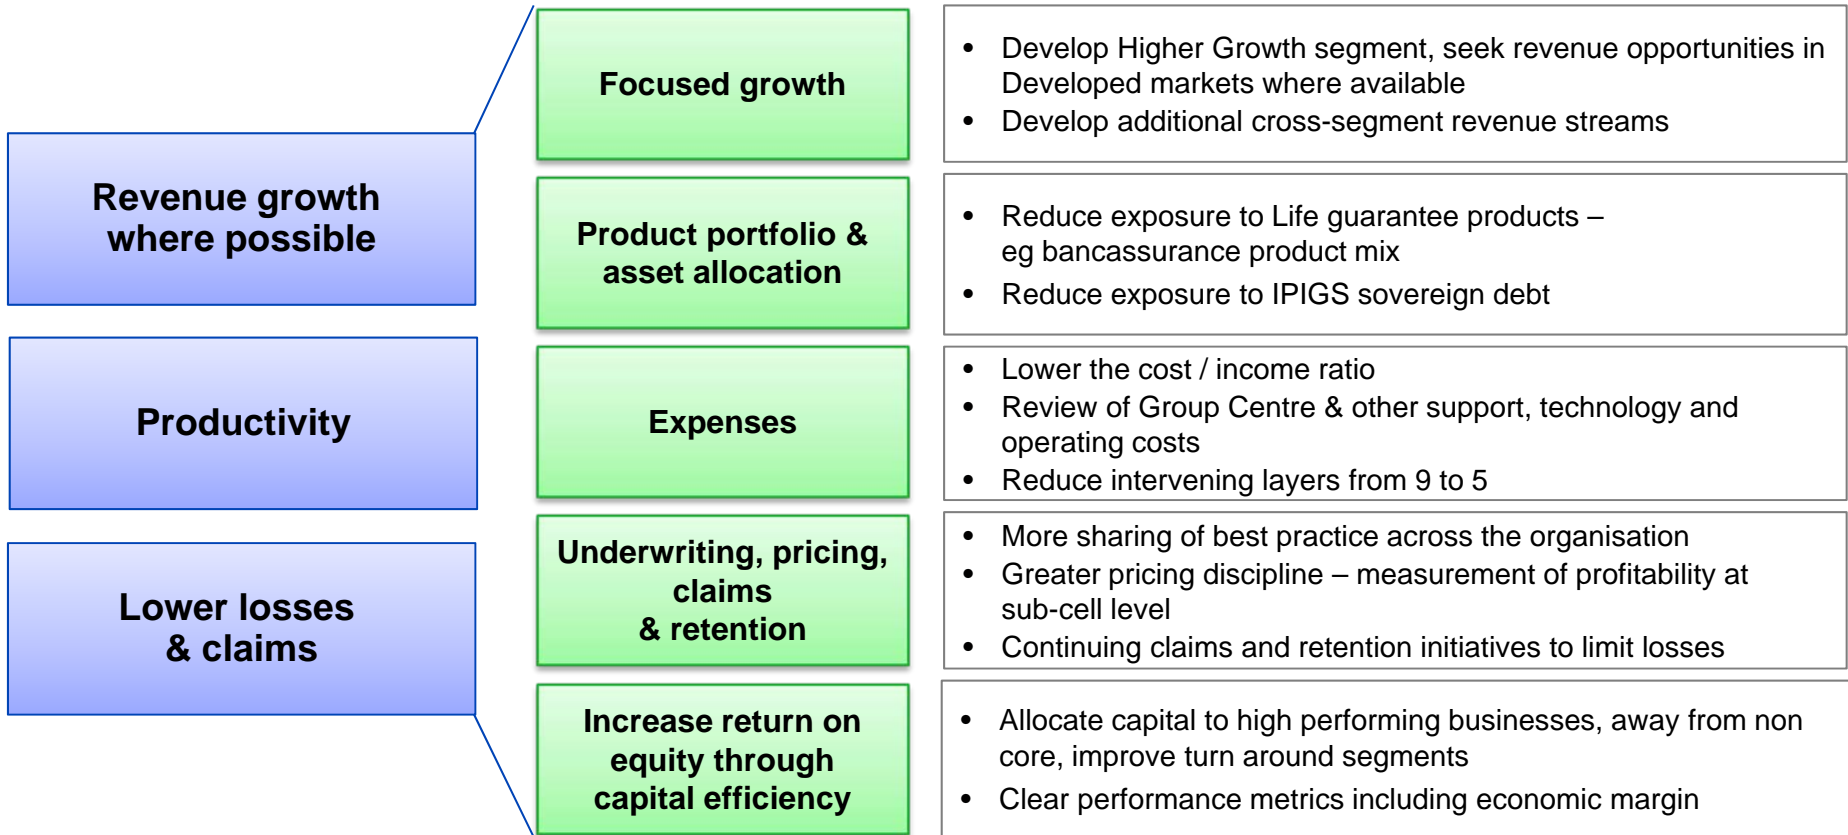 Revenue growth
where possible
Productivity
Lower losses
& claims
Focused growth
• Develop Higher Growth segment, seek revenue opportunities in
Developed markets where available
• Develop additional cross-segment revenue streams
Product portfolio &
asset allocation
• Reduce exposure to Life guarantee products –
eg bancassurance product mix
• Reduce exposure to IPIGS sovereign debt
Expenses
• Lower the cost / income ratio
• Review of Group Centre & other support, technology and
operating costs
• Reduce intervening layers from 9 to 5
Underwriting, pricing,
claims
& retention
• More sharing of best practice across the organisation
• Greater pricing discipline – measurement of profitability at
sub-cell level
• Continuing claims and retention initiatives to limit losses
Increase return on
equity through
capital efficiency
• Allocate capital to high performing businesses, away from non
core, improve turn around segments
• Clear performance metrics including economic margin